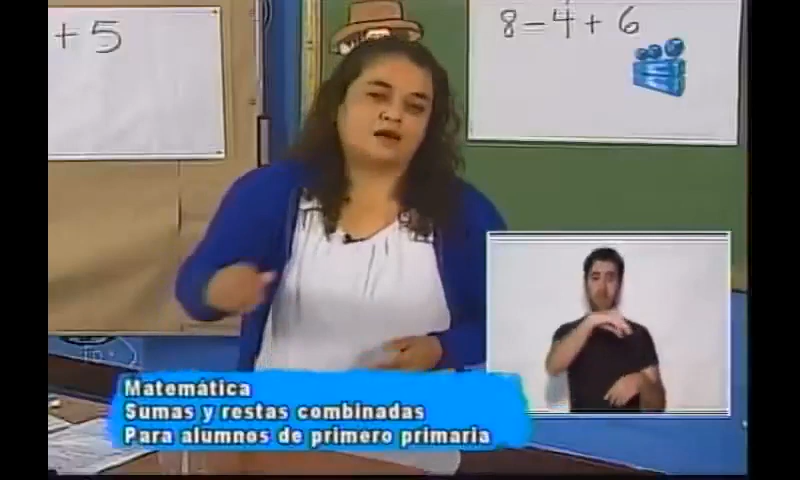 + 5
8 - 4 + 6
Matemática
Sumas y restas combinadas
Para alumnos de primero primaria